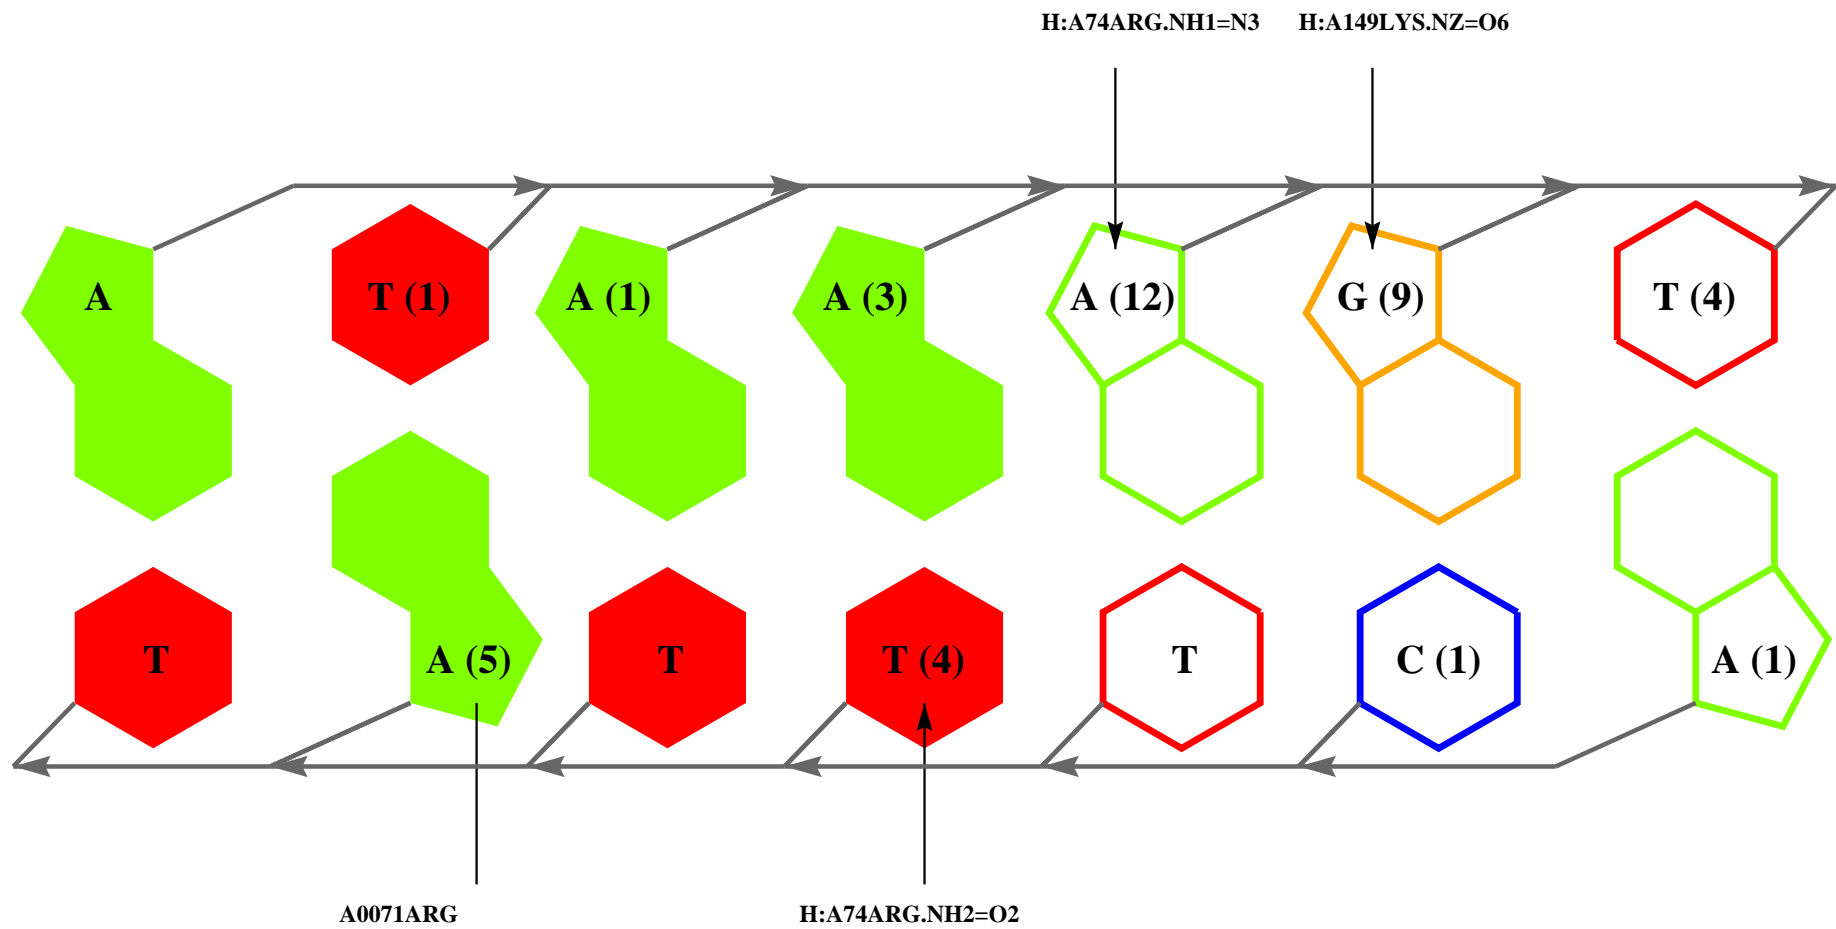 H:A74ARG.NH1=N3 H:A149LYS.NZ=O6
A T (1) A (1) A (3) A (12) G (9) T (4)
T A (5) T T (4) T C (1) A (1)
A0071ARG H:A74ARG.NH2=O2